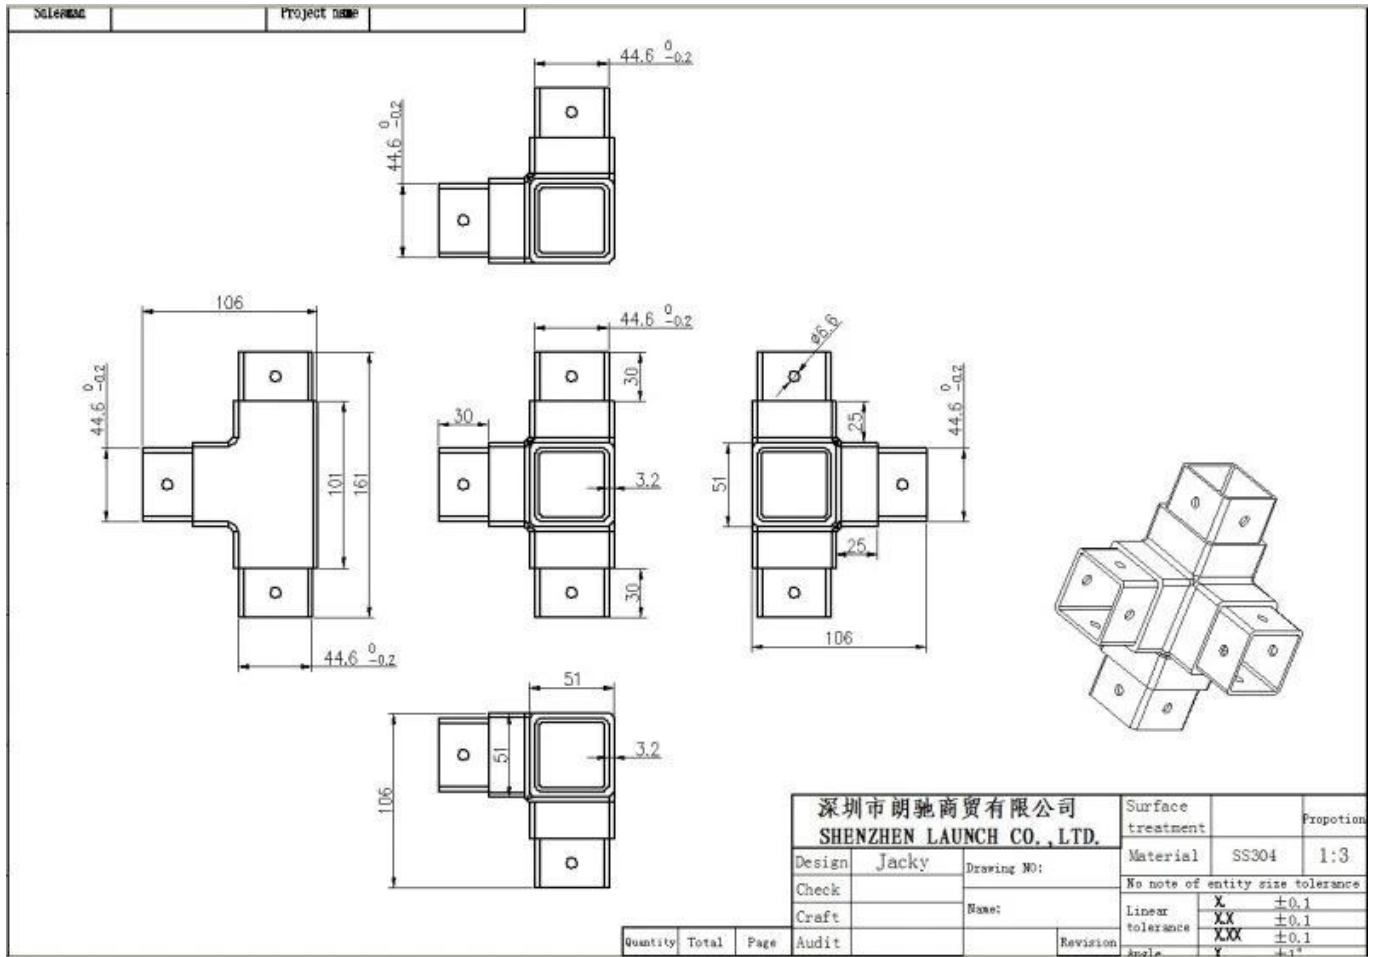 Salesman Project name
44.6 0 -0.2
44.6 0 -0.2
106
44.6 0 -0.2
ø6.6
44.6 0 -0.2
30
30
25
44.6 0 -0.2
101
161
3.2
51
25
30
106
44.6 0 -0.2
51
51
3.2
106
深圳市朗驰商贸有限公司
SHENZHEN LAUNCH CO.,LTD.
Surface treatment
Propotion
Design Jacky
Drawing NO:
Material SS304 1:3
Check
No note of entity size tolerance
Craft
Name:
Linear tolerance
X. ±0.1
X.X ±0.1
X.XX ±0.1
Quantity Total Page Audit Revision
Angle X ±1°